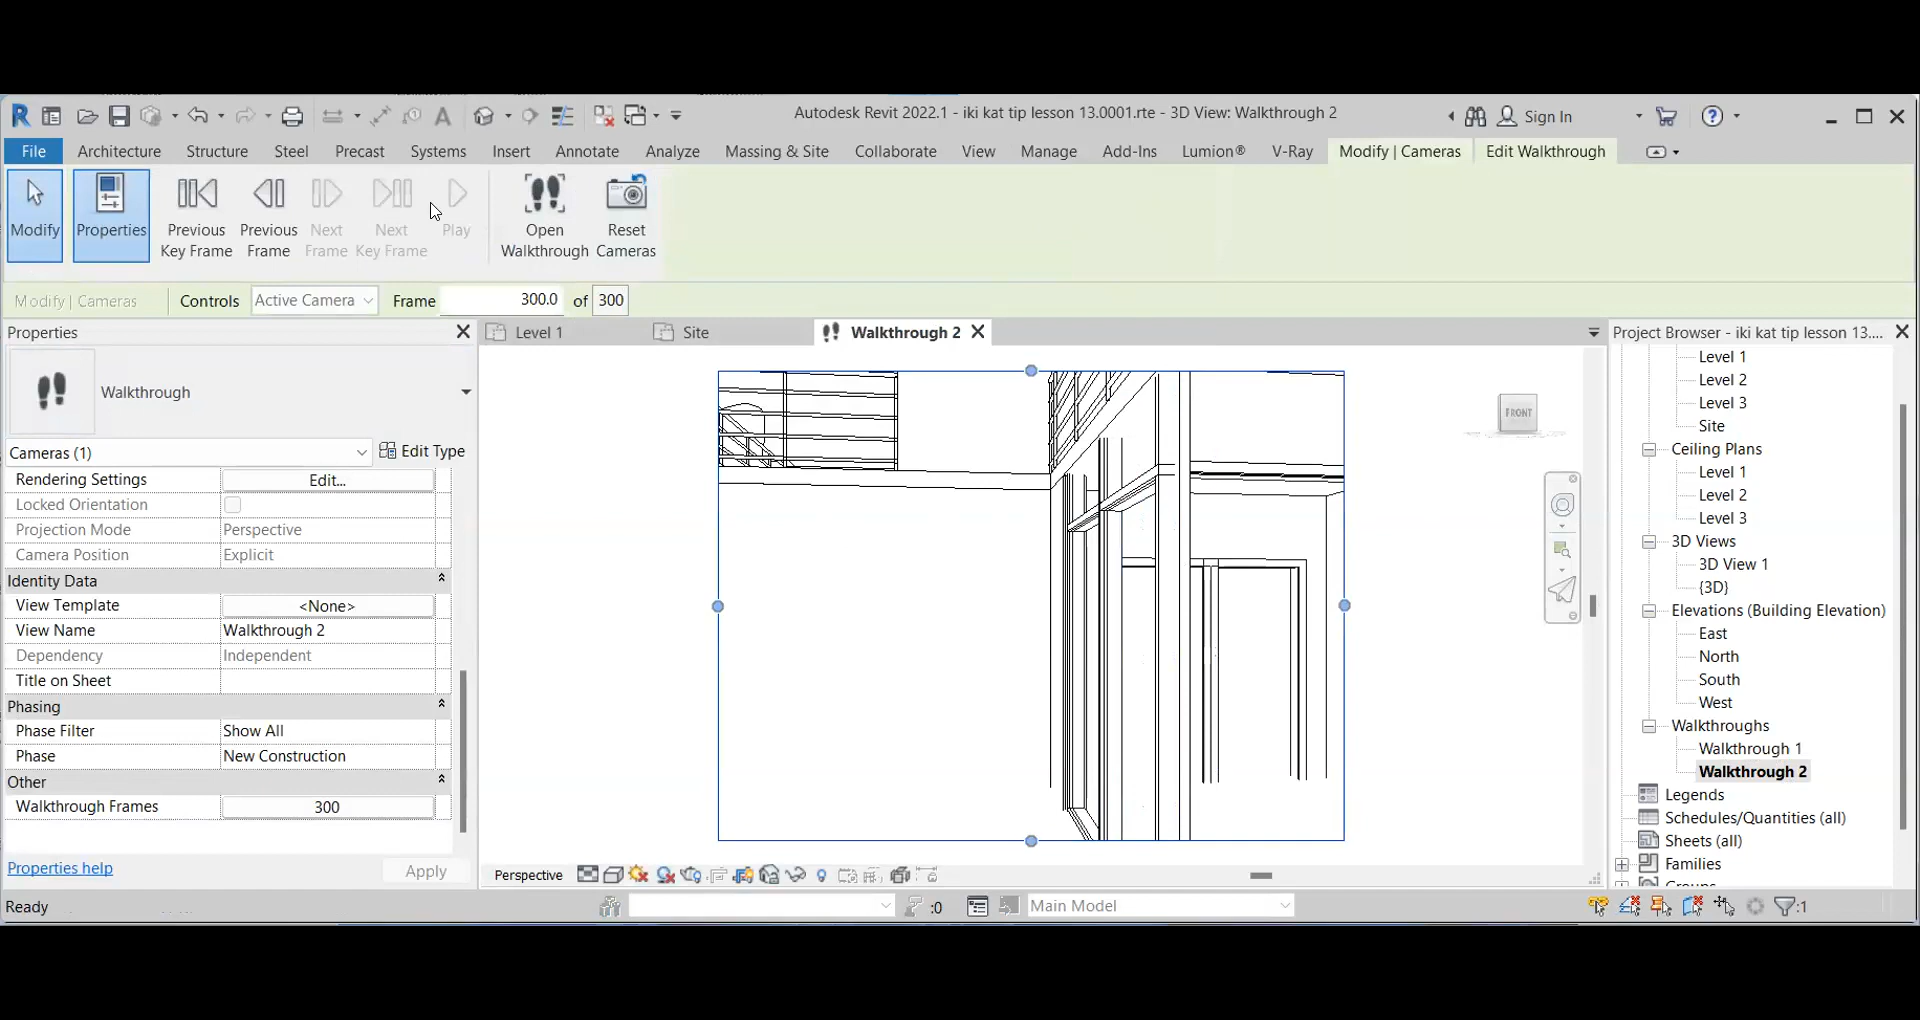 Autodesk Revit 2022.1 - iki kat tip lesson 13.0001.rte - 3D View: Walkthrough 2
Sign In
File Architecture Structure Steel Precast Systems Insert Annotate Analyze Massing & Site Collaborate View Manage Add-Ins Lumion® V-Ray Modify | Cameras Edit Walkthrough
Modify
Properties
Previous
Key Frame
Previous
Frame
Next
Frame
Next
Key Frame
Play
Open
Walkthrough
Reset
Cameras
Modify | Cameras Controls Active Camera Frame 300.0 of 300
Properties
Level 1 Site Walkthrough 2
Project Browser - iki kat tip lesson 13....
Walkthrough
Cameras (1) Edit Type
Rendering Settings Edit...
Locked Orientation
Projection Mode Perspective
Camera Position Explicit
Identity Data
View Template <None>
View Name Walkthrough 2
Dependency Independent
Title on Sheet
Phasing
Phase Filter Show All
Phase New Construction
Other
Walkthrough Frames 300
Properties help Apply
FRONT
Perspective
Level 1
Level 2
Level 3
Site
Ceiling Plans
Level 1
Level 2
Level 3
3D Views
3D View 1
{3D}
Elevations (Building Elevation)
East
North
South
West
Walkthroughs
Walkthrough 1
Walkthrough 2
Legends
Schedules/Quantities (all)
Sheets (all)
Families
Ready
:0
Main Model
:1